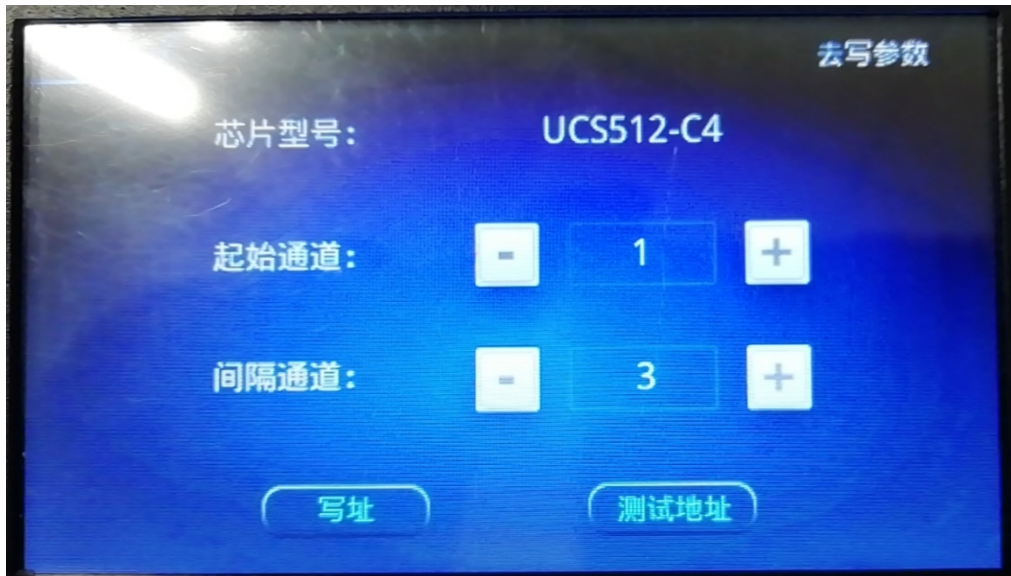 去写参数
芯片型号: UCS512-C4
起始通道: - 1 +
间隔通道: - 3 +
写址 测试地址